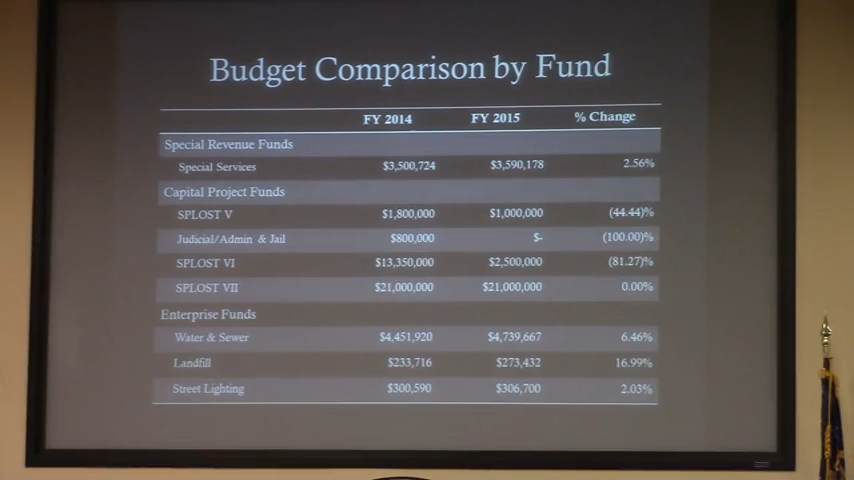 Budget Comparison by Fund
FY 2014 FY 2015 % Change
Special Revenue Funds
Special Services $3,500,724 $3,590,178 2.56%
Capital Project Funds
SPLOST V $1,800,000 $1,000,000 (44.44)%
Judicial/Admin & Jail $800,000 $- (100.00)%
SPLOST VI $13,350,000 $2,500,000 (81.27)%
SPLOST VII $21,000,000 $21,000,000 0.00%
Enterprise Funds
Water & Sewer $4,451,920 $4,739,667 6.46%
Landfill $233,716 $273,432 16.99%
Street Lighting $300,590 $306,700 2.03%